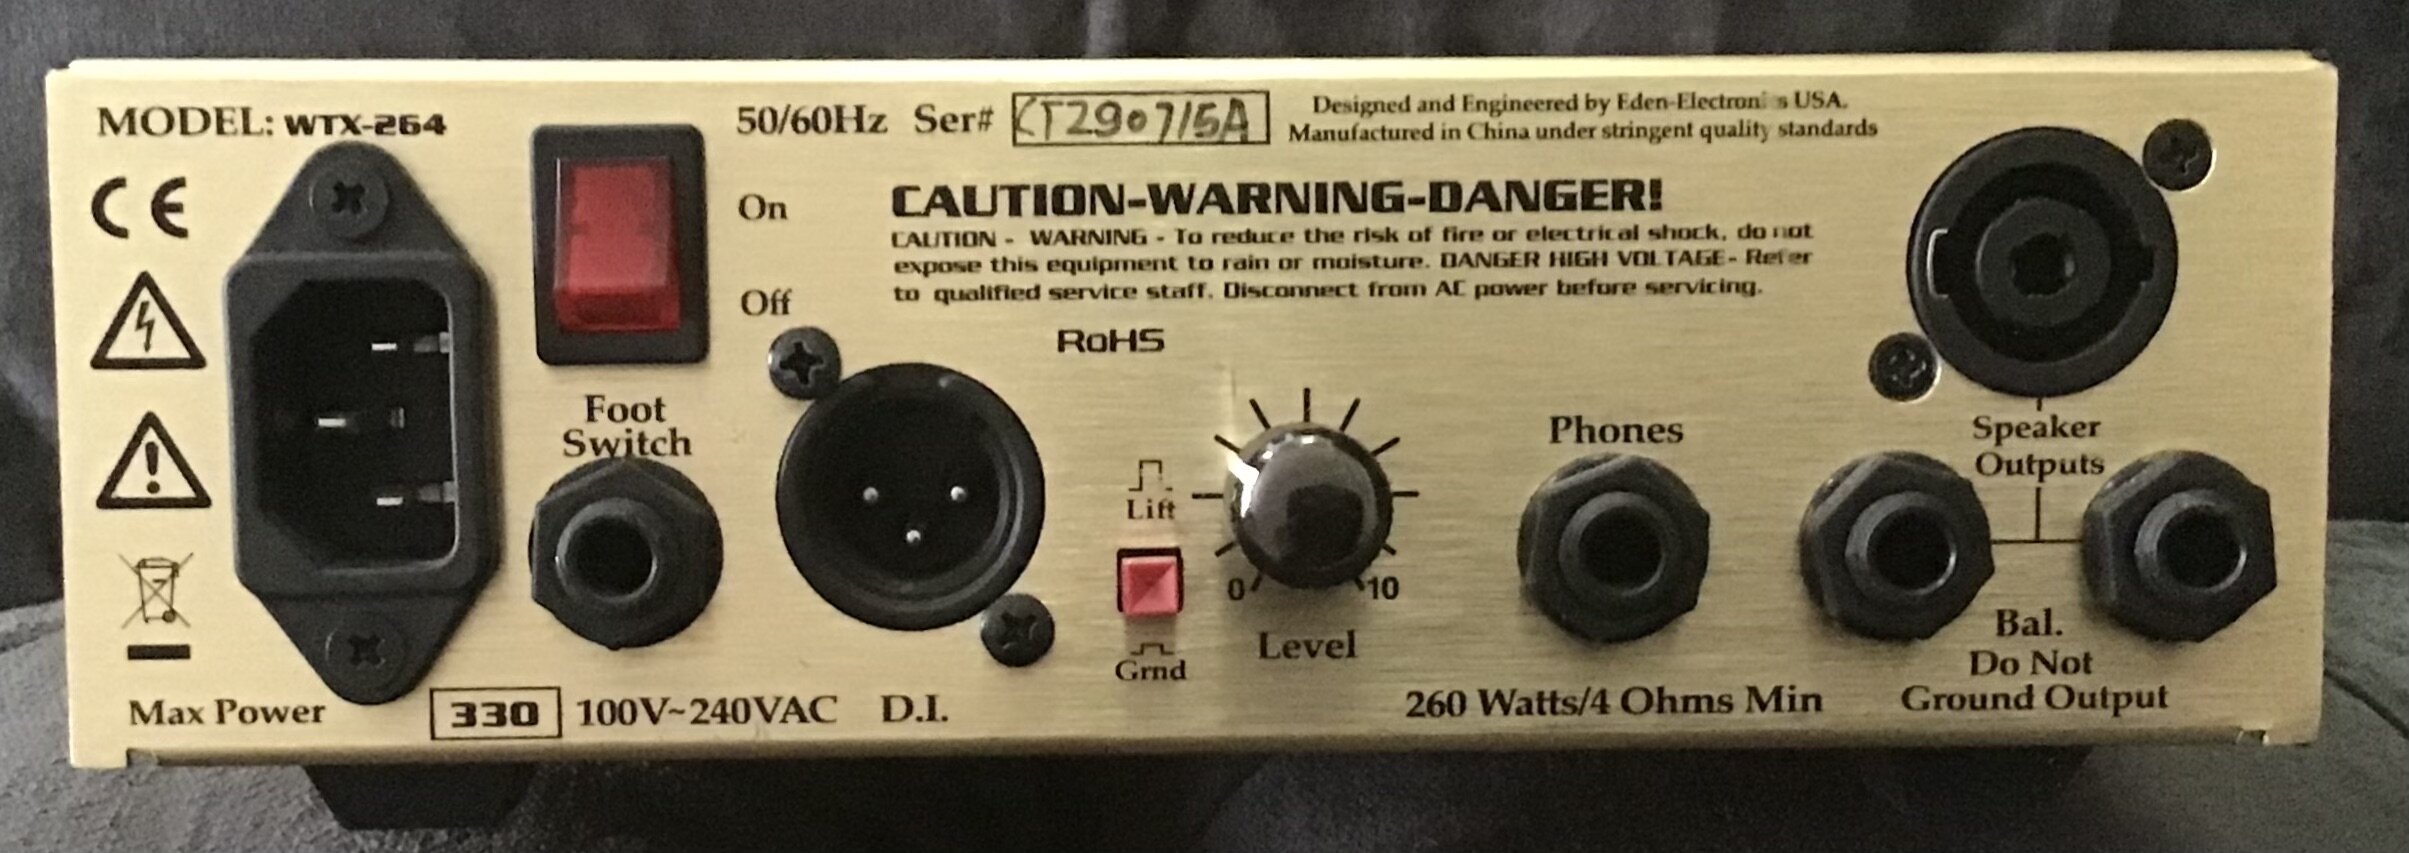 MODEL: WTX-264
50/60Hz Ser# CT290715A
Designed and Engineered by Eden-Electronics USA.
Manufactured in China under stringent quality standards
CE
On
Off
CAUTION-WARNING-DANGER!
CAUTION - WARNING - To reduce the risk of fire or electrical shock, do not
expose this equipment to rain or moisture. DANGER HIGH VOLTAGE- Refer
to qualified service staff. Disconnect from AC power before servicing.
RoHS
Foot
Switch
Lift
Grnd
0
10
Level
Phones
Speaker
Outputs
Bal.
Do Not
Ground Output
Max Power 330 100V~240VAC D.I.
260 Watts/4 Ohms Min